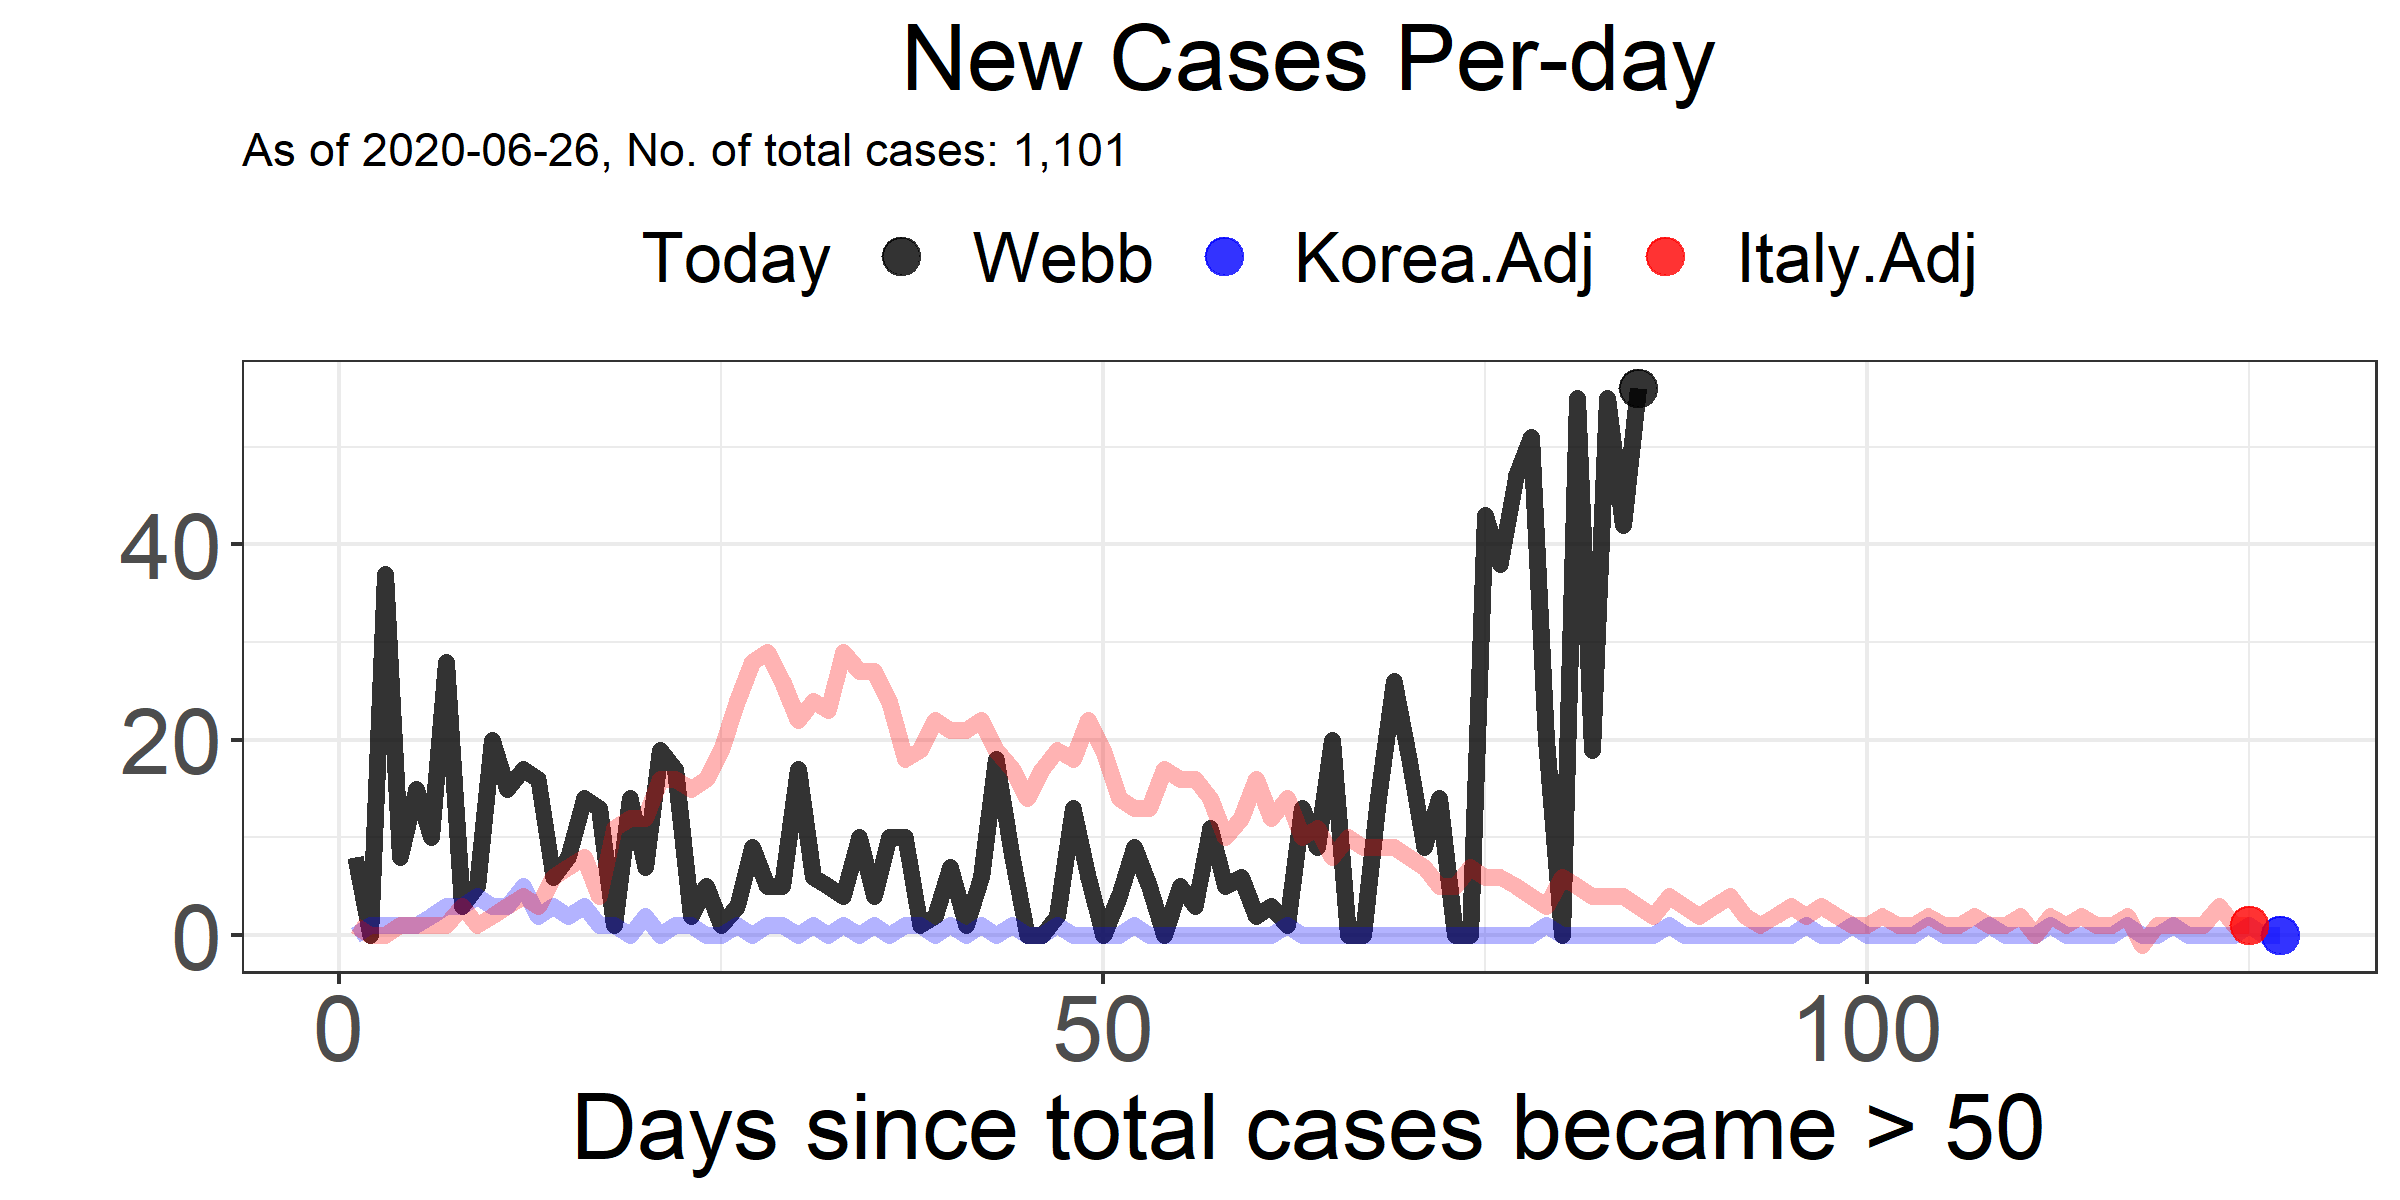 New Cases Per-day
As of 2020-06-26, No. of total cases: 1,101
Today Webb Korea.Adj Italy.Adj
40
20
0
0 50 100
Days since total cases became > 50